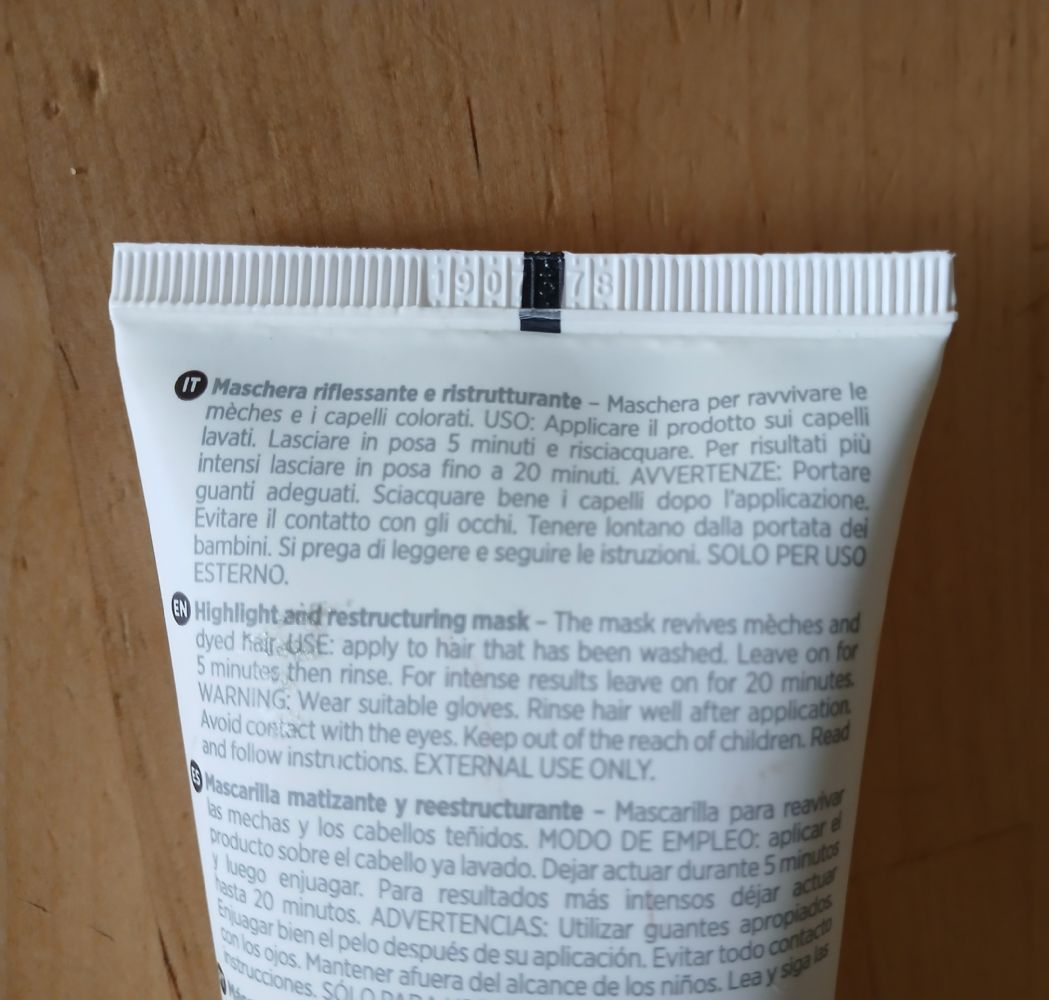 1907 78
IT Maschera riflessante e ristrutturante – Maschera per ravvivare le
mèches e i capelli colorati. USO: Applicare il prodotto sui capelli
lavati. Lasciare in posa 5 minuti e risciacquare. Per risultati più
intensi lasciare in posa fino a 20 minuti. AVVERTENZE: Portare
guanti adeguati. Sciacquare bene i capelli dopo l'applicazione.
Evitare il contatto con gli occhi. Tenere lontano dalla portata dei
bambini. Si prega di leggere e seguire le istruzioni. SOLO PER USO
ESTERNO.
EN Highlight and restructuring mask – The mask revives mèches and
dyed hair. USE: apply to hair that has been washed. Leave on for
5 minutes, then rinse. For intense results leave on for 20 minutes.
WARNING: Wear suitable gloves. Rinse hair well after application.
Avoid contact with the eyes. Keep out of the reach of children. Read
and follow instructions. EXTERNAL USE ONLY.
ES Mascarilla matizante y reestructurante – Mascarilla para reavivar
las mechas y los cabellos teñidos. MODO DE EMPLEO: aplicar el
producto sobre el cabello ya lavado. Dejar actuar durante 5 minutos
y luego enjuagar. Para resultados más intensos déjar actuar
hasta 20 minutos. ADVERTENCIAS: Utilizar guantes apropiados.
Enjuagar bien el pelo después de su aplicación. Evitar todo contacto
con los ojos. Mantener afuera del alcance de los niños. Lea y siga las
instrucciones. SÓLO PARA